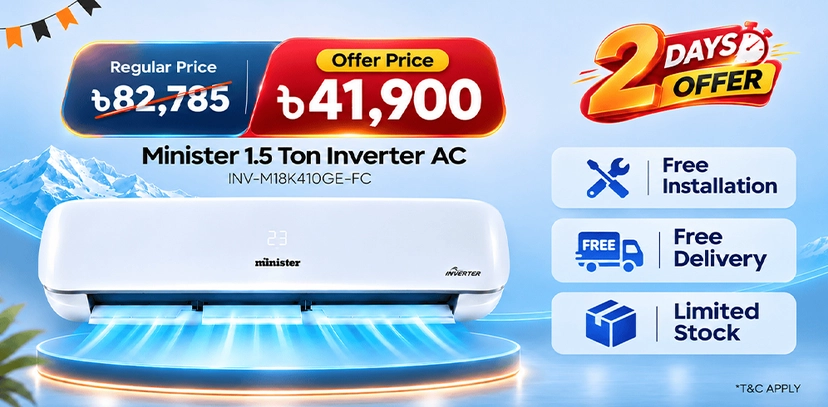 Regular Price
৳82,785
Offer Price
৳41,900
2 DAYS
OFFER
Minister 1.5 Ton Inverter AC
INV-M18K410GE-FC
23
minister
INVERTER
Free
Installation
FREE
Free
Delivery
Limited
Stock
*T&C APPLY